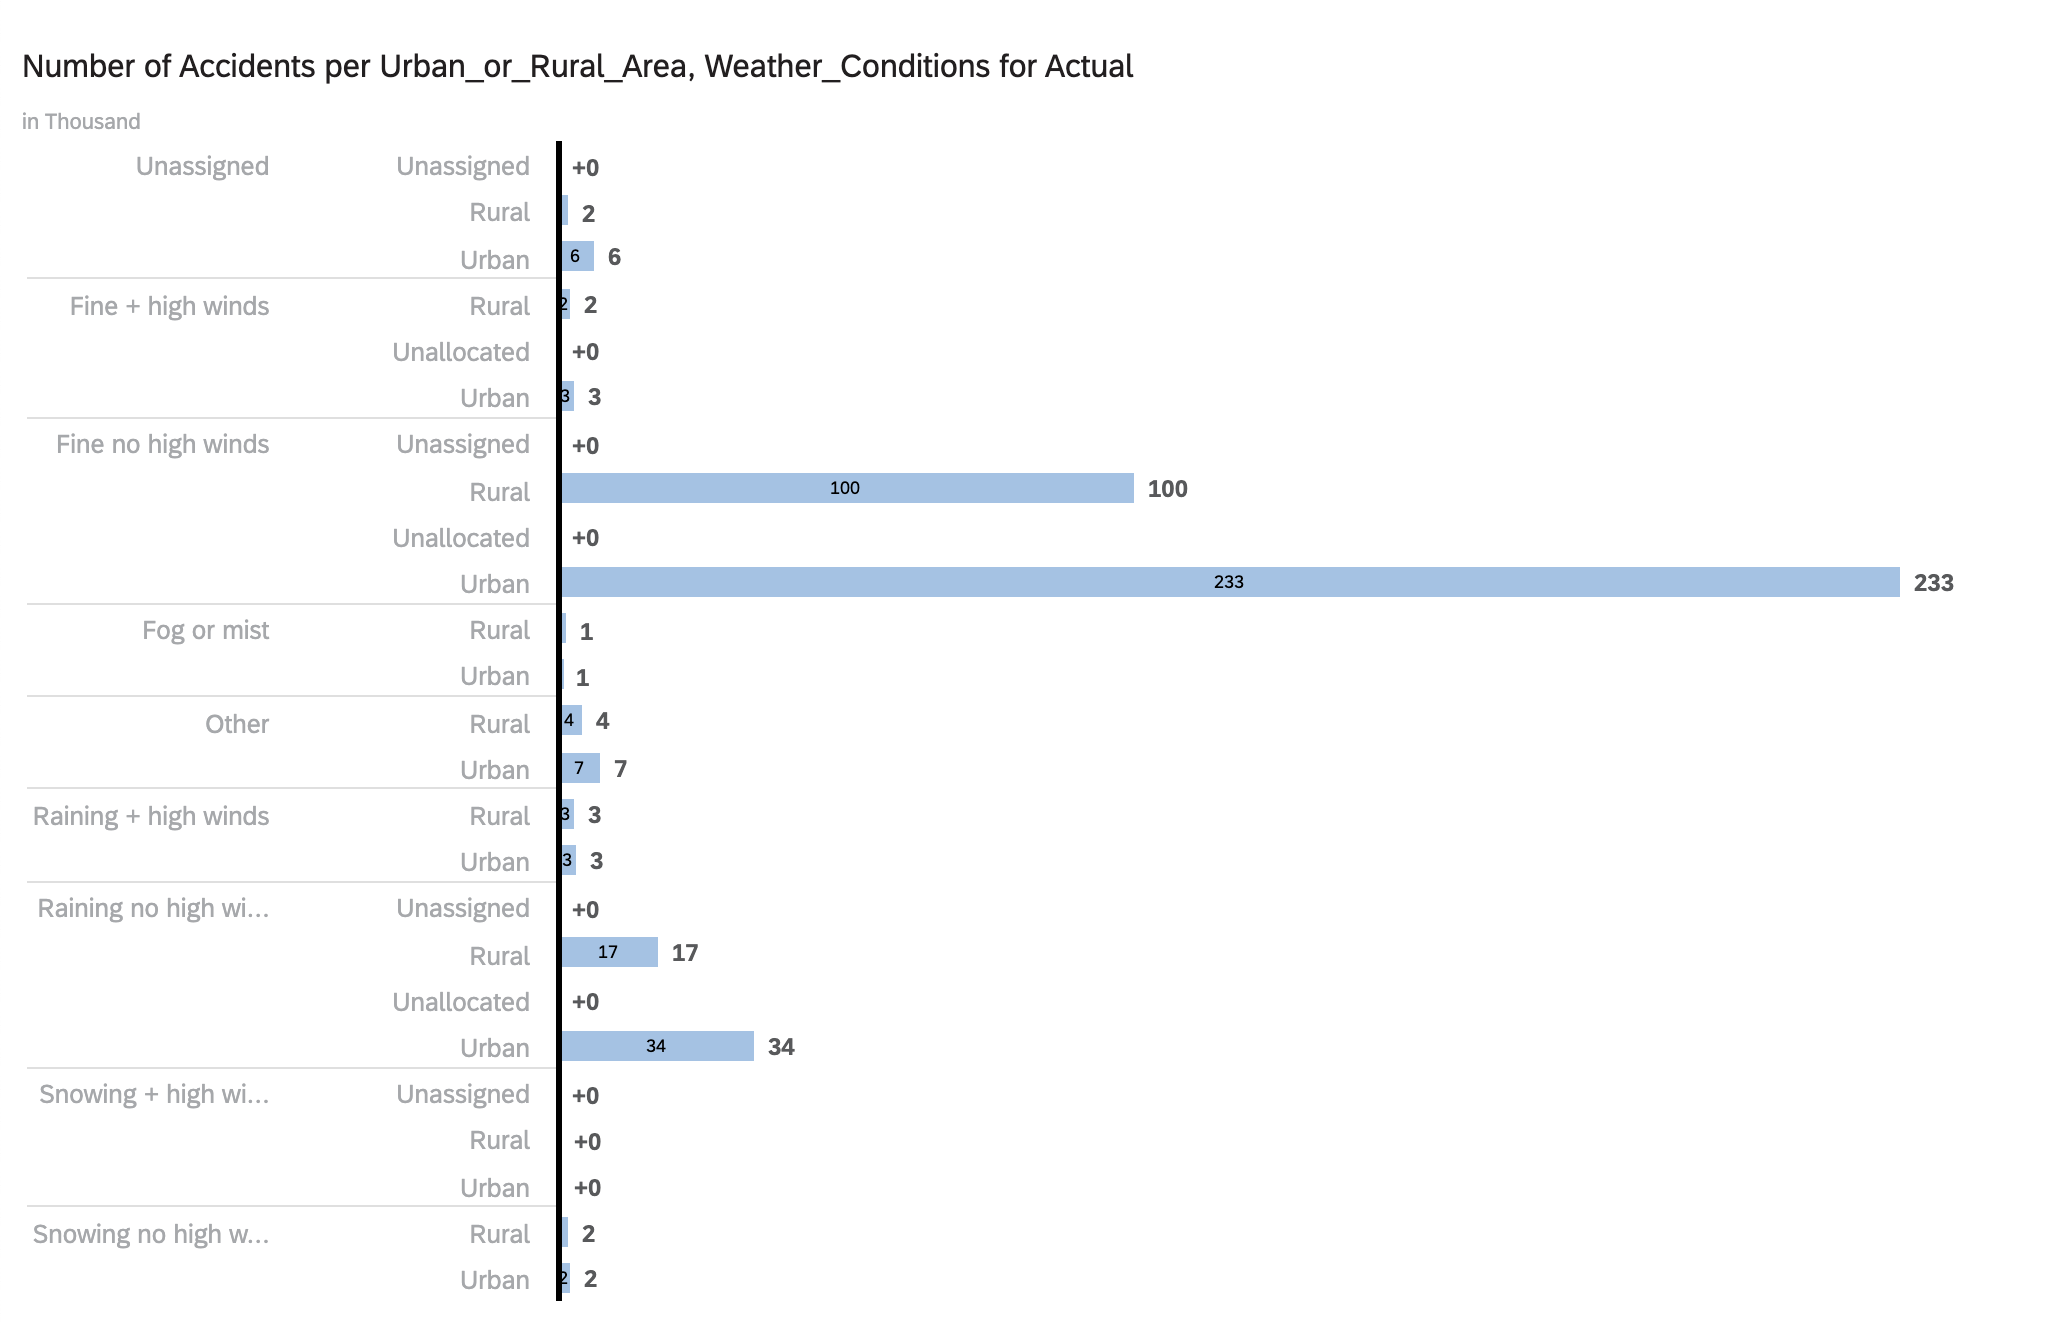 Number of Accidents per Urban_or_Rural_Area, Weather_Conditions for Actual
in Thousand
Unassigned Unassigned +0
Rural 2
Urban 6 6
Fine + high winds Rural 2 2
Unallocated +0
Urban 3 3
Fine no high winds Unassigned +0
Rural 100 100
Unallocated +0
Urban 233 233
Fog or mist Rural 1
Urban 1
Other Rural 4 4
Urban 7 7
Raining + high winds Rural 3 3
Urban 3 3
Raining no high wi... Unassigned +0
Rural 17 17
Unallocated +0
Urban 34 34
Snowing + high wi... Unassigned +0
Rural +0
Urban +0
Snowing no high w... Rural 2
Urban 2 2